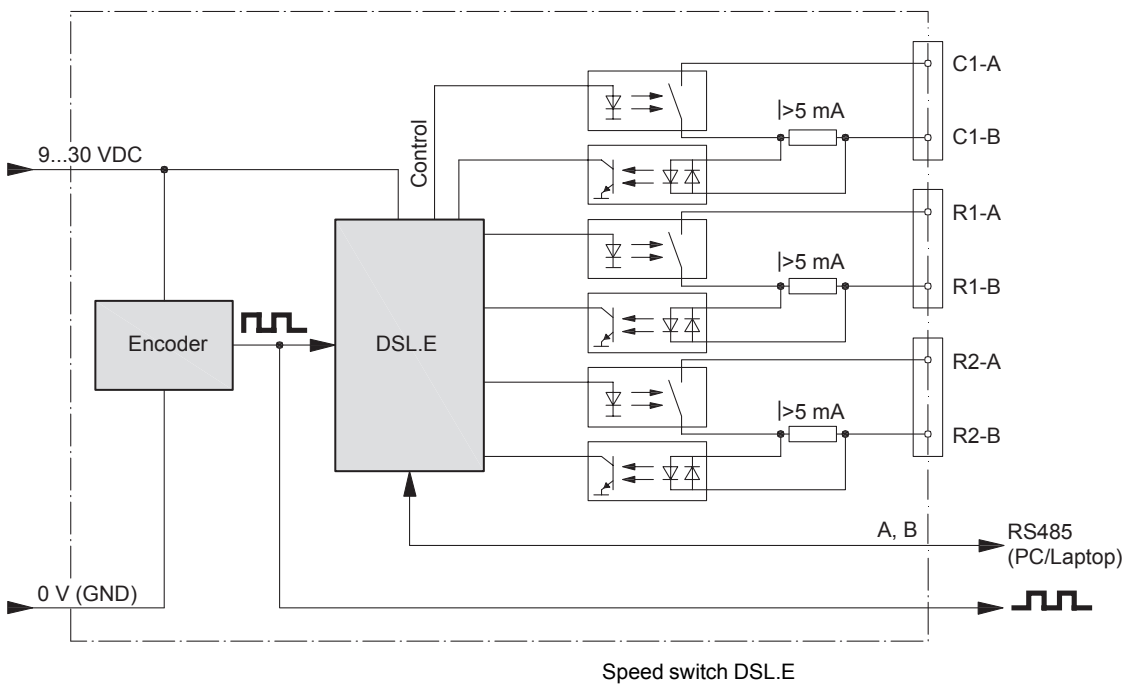 C1-A
Control
I>5 mA
C1-B
9...30 VDC
R1-A
I>5 mA
R1-B
Encoder
DSL.E
R2-A
I>5 mA
R2-B
A, B
RS485
(PC/Laptop)
0 V (GND)
Speed switch DSL.E